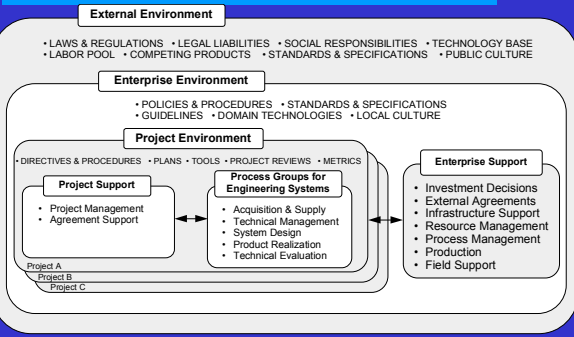 External Environment
• LAWS & REGULATIONS • LEGAL LIABILITIES • SOCIAL RESPONSIBILITIES • TECHNOLOGY BASE
• LABOR POOL • COMPETING PRODUCTS • STANDARDS & SPECIFICATIONS • PUBLIC CULTURE
Enterprise Environment
• POLICIES & PROCEDURES • STANDARDS & SPECIFICATIONS
• GUIDELINES • DOMAIN TECHNOLOGIES • LOCAL CULTURE
Project Environment
• DIRECTIVES & PROCEDURES • PLANS • TOOLS • PROJECT REVIEWS • METRICS
Project Support
• Project Management
• Agreement Support
Process Groups for
Engineering Systems
• Acquisition & Supply
• Technical Management
• System Design
• Product Realization
• Technical Evaluation
Project A
Project B
Project C
Enterprise Support
• Investment Decisions
• External Agreements
• Infrastructure Support
• Resource Management
• Process Management
• Production
• Field Support